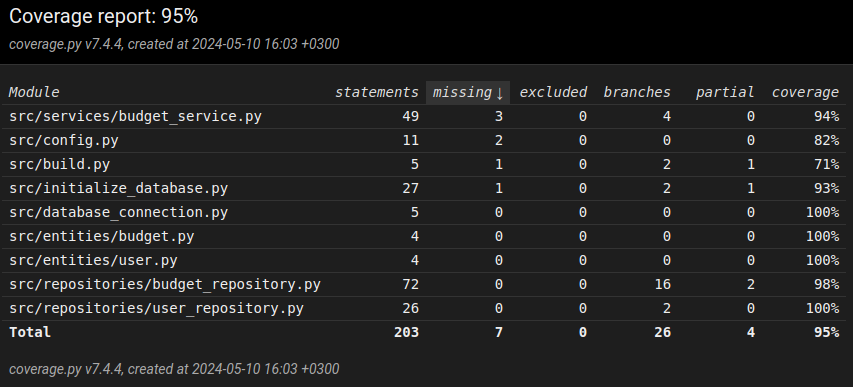 Coverage report: 95%
coverage.py v7.4.4, created at 2024-05-10 16:03 +0300
Module statements missing ↓ excluded branches partial coverage
src/services/budget_service.py 49 3 0 4 0 94%
src/config.py 11 2 0 0 0 82%
src/build.py 5 1 0 2 1 71%
src/initialize_database.py 27 1 0 2 1 93%
src/database_connection.py 5 0 0 0 0 100%
src/entities/budget.py 4 0 0 0 0 100%
src/entities/user.py 4 0 0 0 0 100%
src/repositories/budget_repository.py 72 0 0 16 2 98%
src/repositories/user_repository.py 26 0 0 2 0 100%
Total 203 7 0 26 4 95%
coverage.py v7.4.4, created at 2024-05-10 16:03 +0300